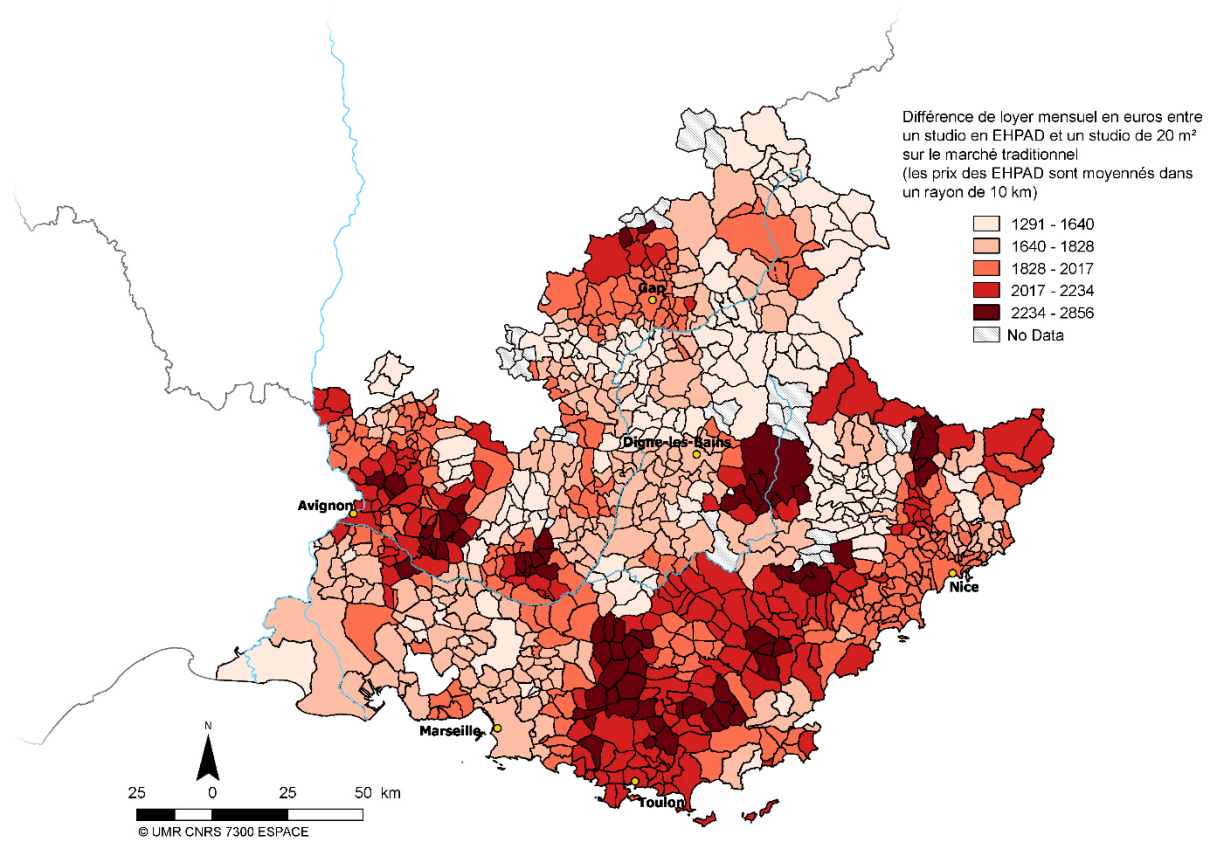 Différence de loyer mensuel en euros entre
un studio en EHPAD et un studio de 20 m²
sur le marché traditionnel
(les prix des EHPAD sont moyennés dans
un rayon de 10 km)
1291 - 1640
1640 - 1828
1828 - 2017
2017 - 2234
2234 - 2856
No Data
Gap
Digne-les-Bains
Avignon
Nice
Marseille
Toulon
N
25 0 25 50 km
© UMR CNRS 7300 ESPACE